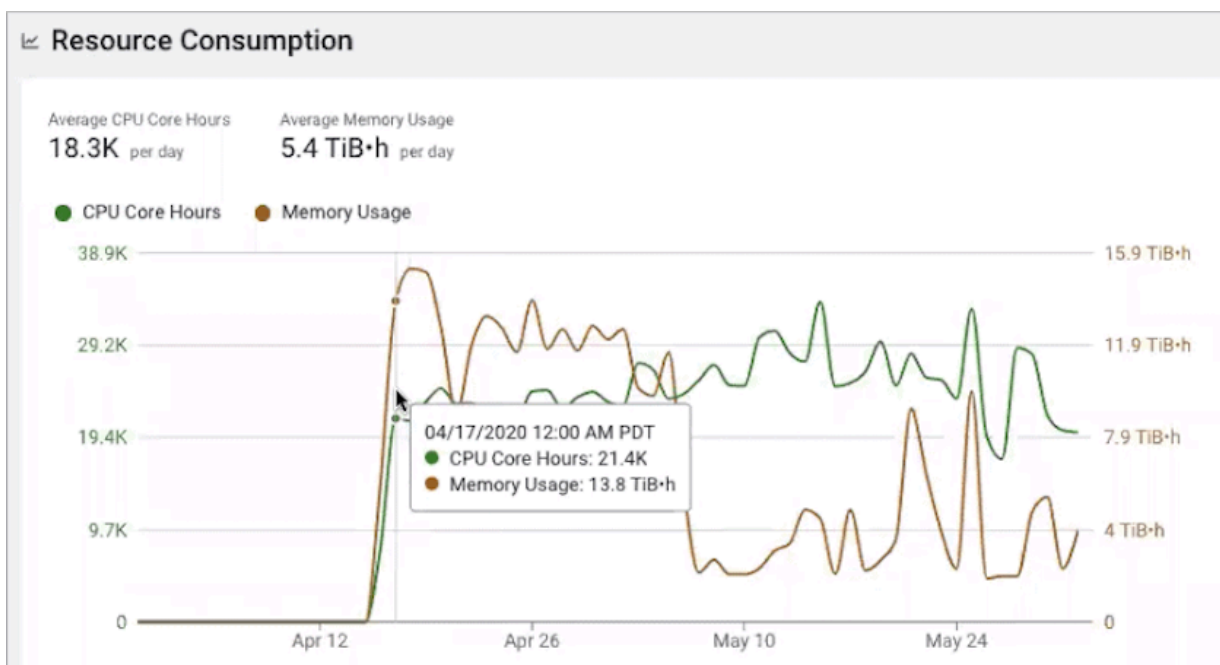 Resource Consumption
Average CPU Core Hours
18.3K per day
Average Memory Usage
5.4 TiB•h per day
CPU Core Hours
Memory Usage
38.9K
15.9 TiB•h
29.2K
11.9 TiB•h
04/17/2020 12:00 AM PDT
CPU Core Hours: 21.4K
Memory Usage: 13.8 TiB•h
19.4K
7.9 TiB•h
9.7K
4 TiB•h
0
0
Apr 12
Apr 26
May 10
May 24